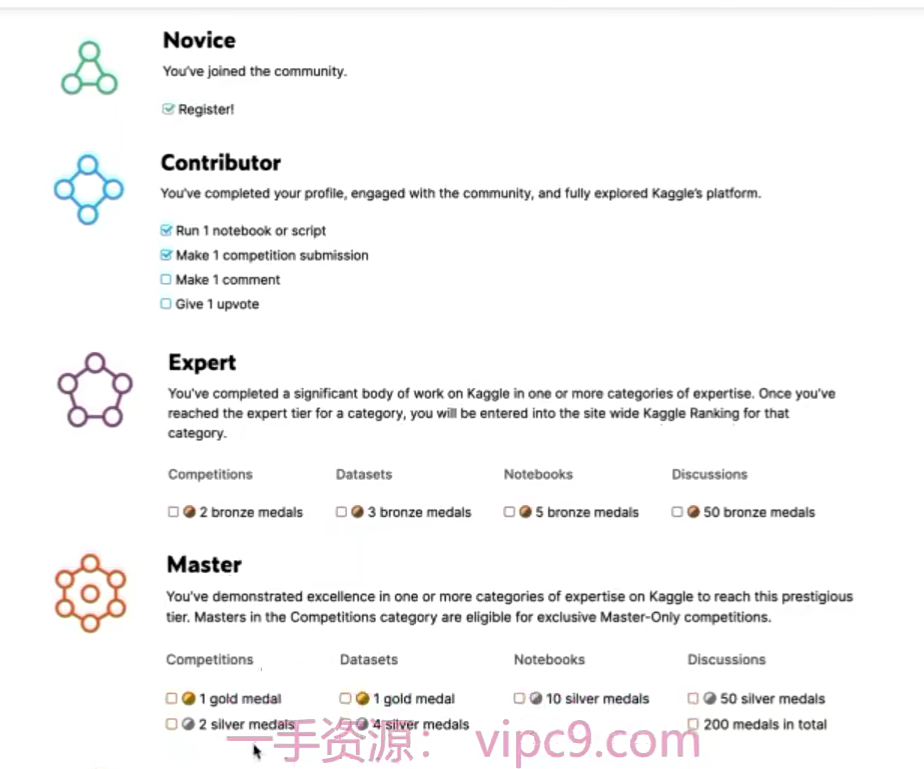 Novice
You've joined the community.
Register!
Contributor
You've completed your profile, engaged with the community, and fully explored Kaggle's platform.
Run 1 notebook or script
Make 1 competition submission
Make 1 comment
Give 1 upvote
Expert
You've completed a significant body of work on Kaggle in one or more categories of expertise. Once you've
reached the expert tier for a category, you will be entered into the site wide Kaggle Ranking for that
category.
Competitions Datasets Notebooks Discussions
2 bronze medals 3 bronze medals 5 bronze medals 50 bronze medals
Master
You've demonstrated excellence in one or more categories of expertise on Kaggle to reach this prestigious
tier. Masters in the Competitions category are eligible for exclusive Master-Only competitions.
Competitions Datasets Notebooks Discussions
1 gold medal 1 gold medal 10 silver medals 50 silver medals
2 silver medals 4 silver medals 200 medals in total
一手资源： vipc9.com